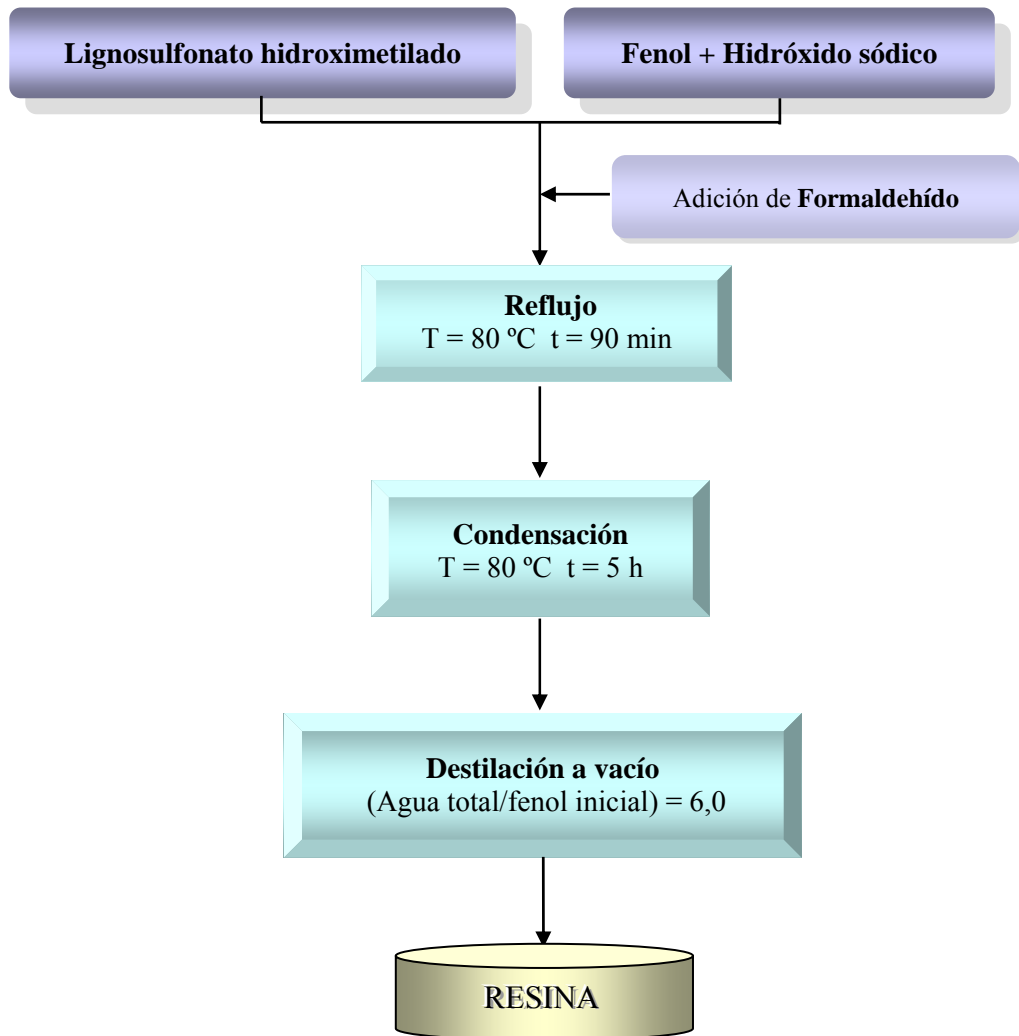 Lignosulfonato hidroximetilado
Fenol + Hidróxido sódico
Adición de Formaldehído
Reflujo
T = 80 ºC t = 90 min
Condensación
T = 80 ºC t = 5 h
Destilación a vacío
(Agua total/fenol inicial) = 6,0
RESINA